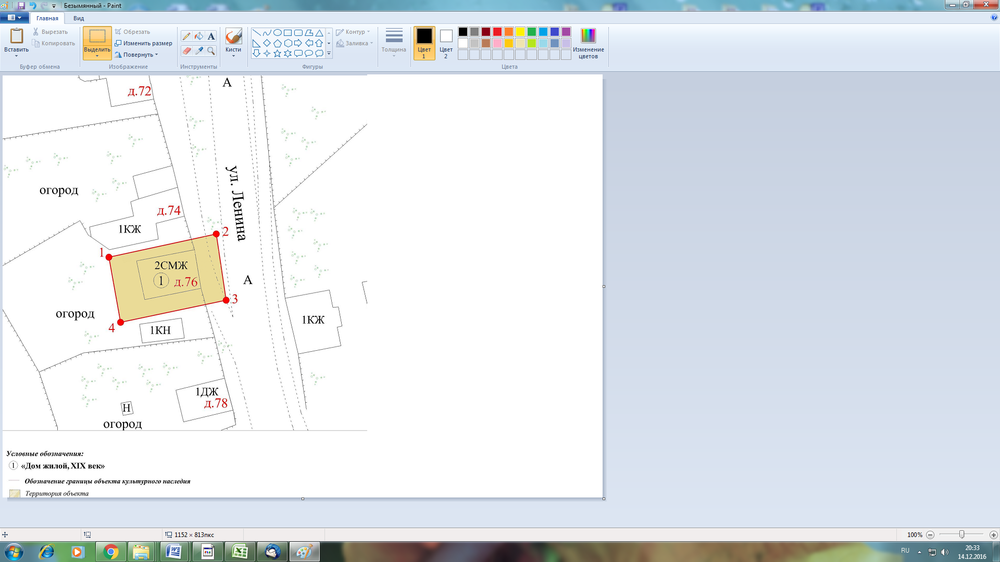 Безымянный - Paint
Главная
Вид
Вставить
Вырезать
Копировать
Буфер обмена
Выделить
Обрезать
Изменить размер
Повернуть
Изображение
A
Инструменты
Кисти
Контур
Заливка
Фигуры
Толщина
Цвет
1
Цвет
2
Изменение
цветов
Цвета
А
д.72
ул. Ленина
огород
д.74
1КЖ
2
1
2СМЖ
1
д.76
А
3
огород
4
1КН
1КЖ
1ДЖ
д.78
Н
огород
Условные обозначения:
1 «Дом жилой, XIX век»
Обозначение границы объекта культурного наследия
Территория объекта
1152 × 813пкс
100%
RU
20:33
14.12.2016